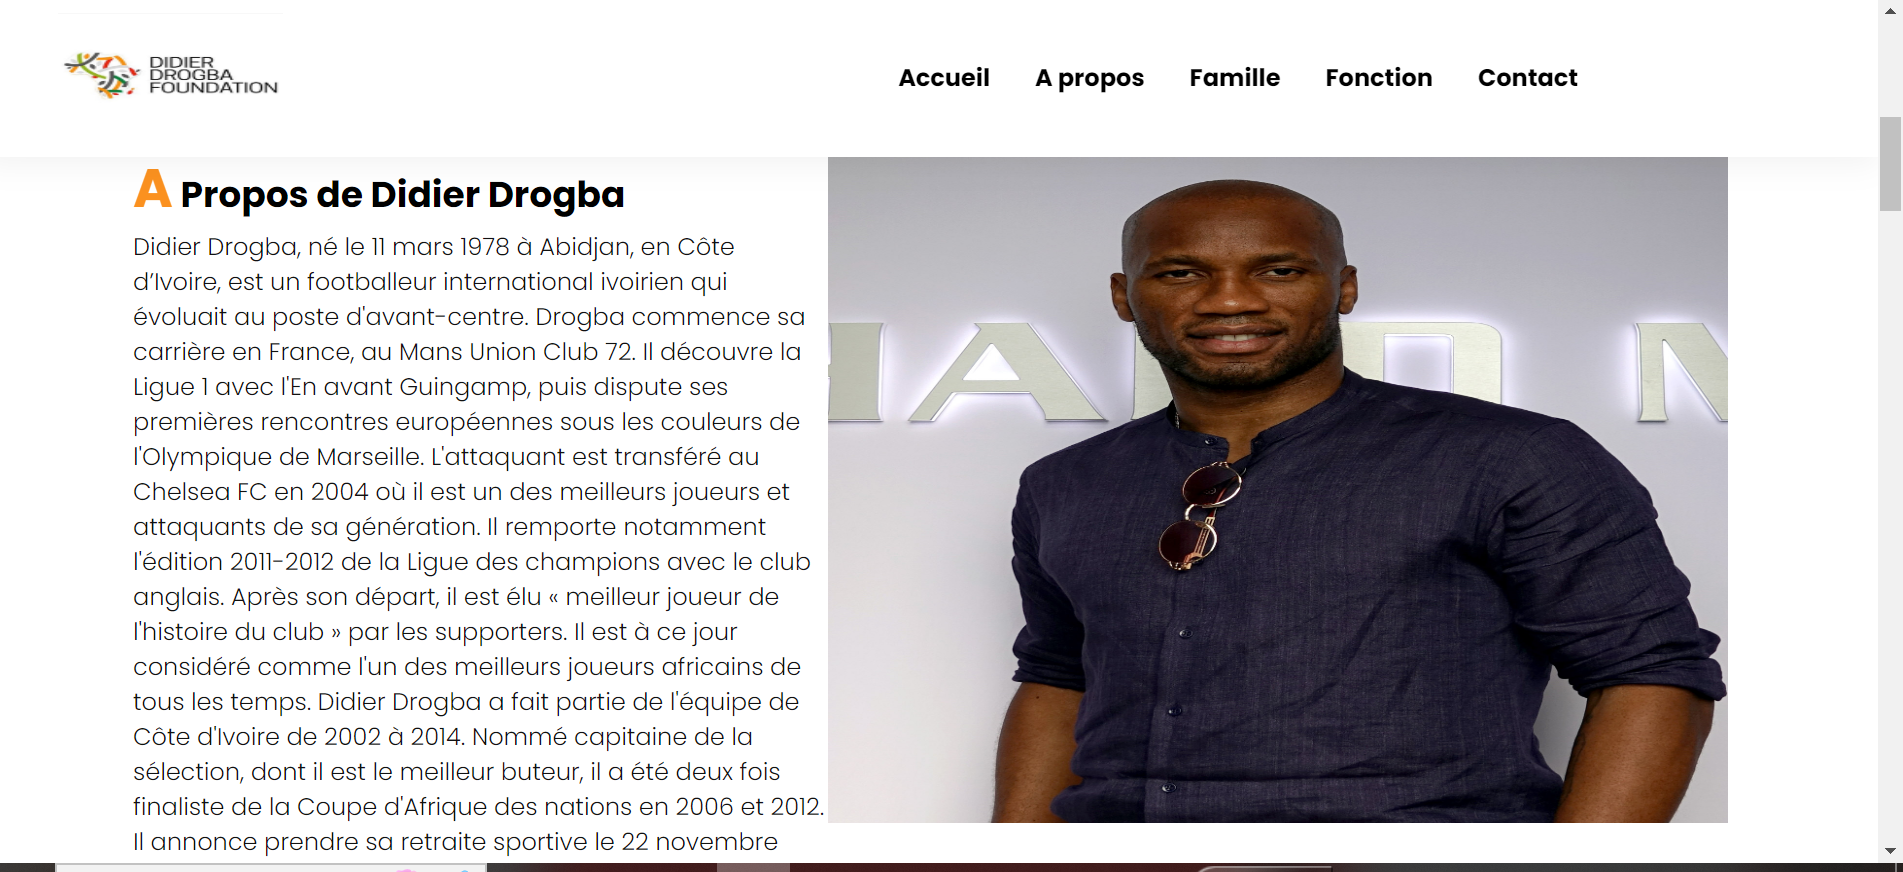 DIDIER
DROGBA
FOUNDATION
Accueil A propos Famille Fonction Contact
A Propos de Didier Drogba
Didier Drogba, né le 11 mars 1978 à Abidjan, en Côte
d’Ivoire, est un footballeur international ivoirien qui
évoluait au poste d'avant-centre. Drogba commence sa
carrière en France, au Mans Union Club 72. Il découvre la
Ligue 1 avec l'En avant Guingamp, puis dispute ses
premières rencontres européennes sous les couleurs de
l'Olympique de Marseille. L'attaquant est transféré au
Chelsea FC en 2004 où il est un des meilleurs joueurs et
attaquants de sa génération. Il remporte notamment
l'édition 2011-2012 de la Ligue des champions avec le club
anglais. Après son départ, il est élu « meilleur joueur de
l'histoire du club » par les supporters. Il est à ce jour
considéré comme l'un des meilleurs joueurs africains de
tous les temps. Didier Drogba a fait partie de l'équipe de
Côte d'Ivoire de 2002 à 2014. Nommé capitaine de la
sélection, dont il est le meilleur buteur, il a été deux fois
finaliste de la Coupe d'Afrique des nations en 2006 et 2012.
Il annonce prendre sa retraite sportive le 22 novembre